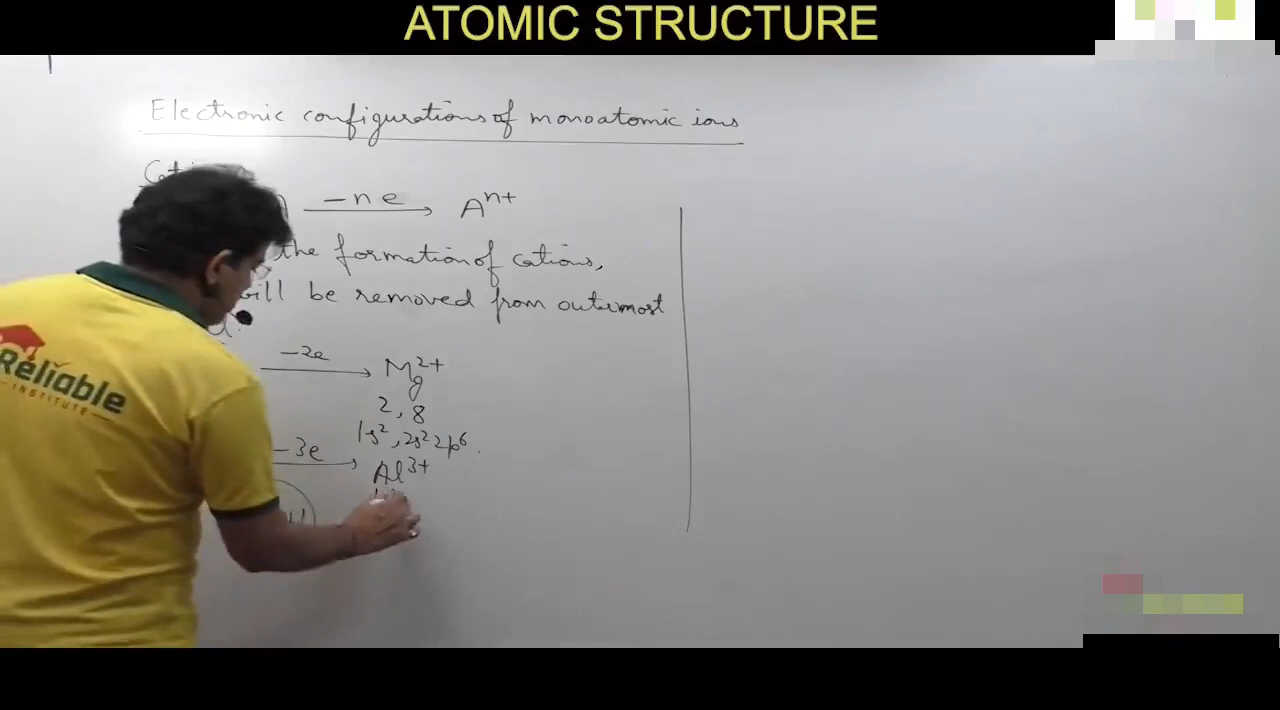 ATOMIC STRUCTURE
Electronic configurations of monoatomic ions
−ne
Aⁿ⁺
the formation of cations,
will be removed from outermost
−2e
Mg²⁺
2, 8
1s², 2s² 2p⁶.
−3e
Al³⁺
Reliable
INSTITUTE